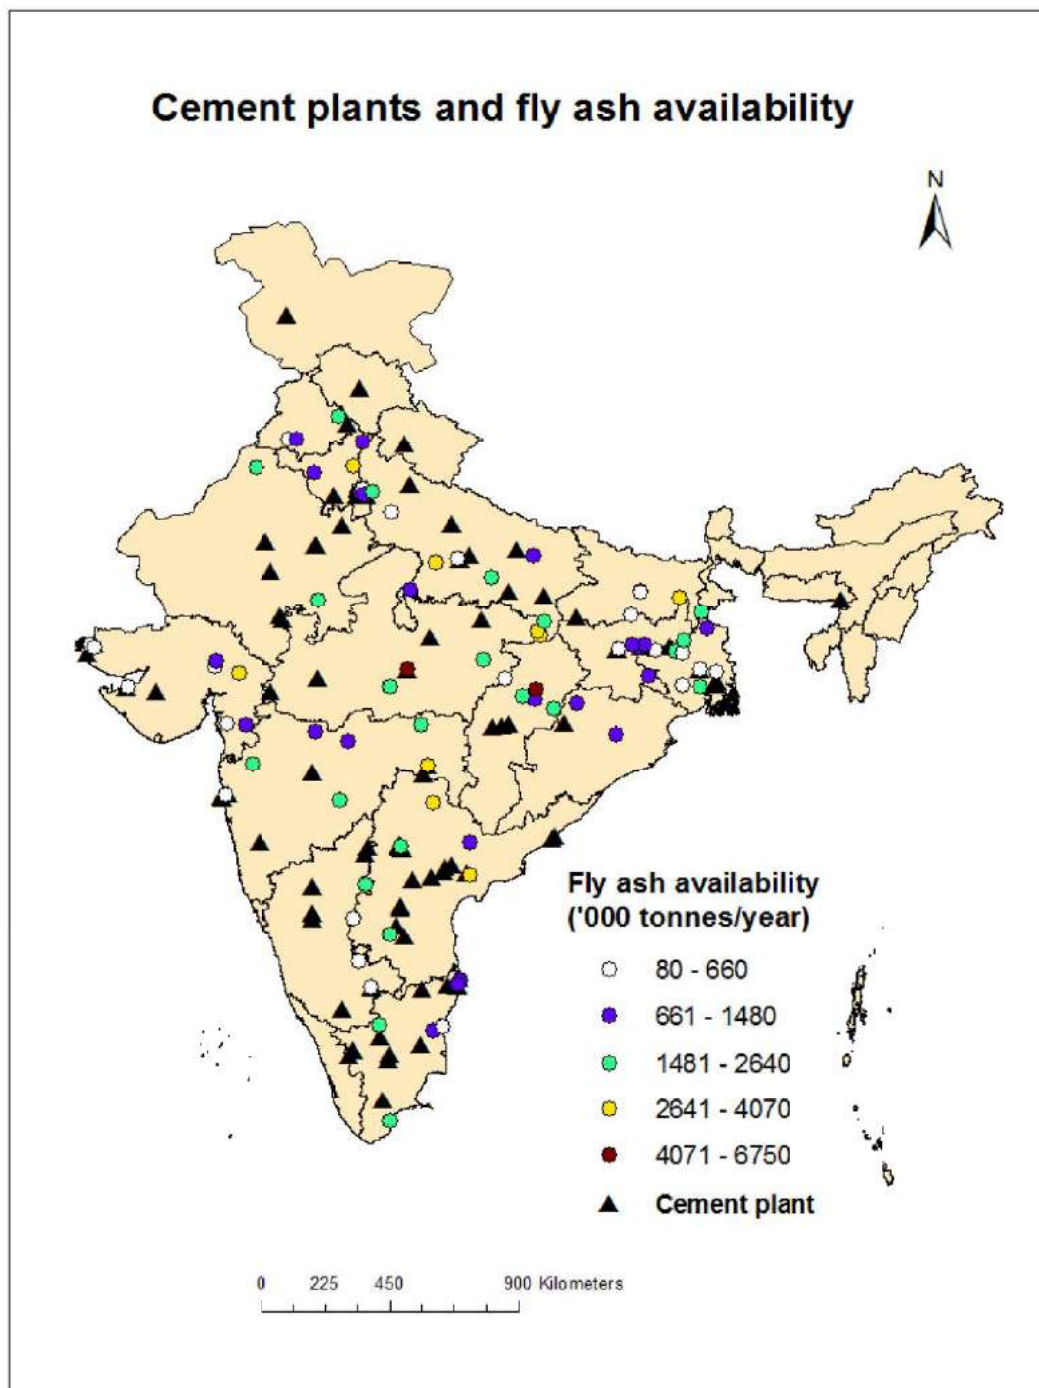 Cement plants and fly ash availability
N
Fly ash availability
('000 tonnes/year)
80 - 660
661 - 1480
1481 - 2640
2641 - 4070
4071 - 6750
Cement plant
0 225 450 900 Kilometers